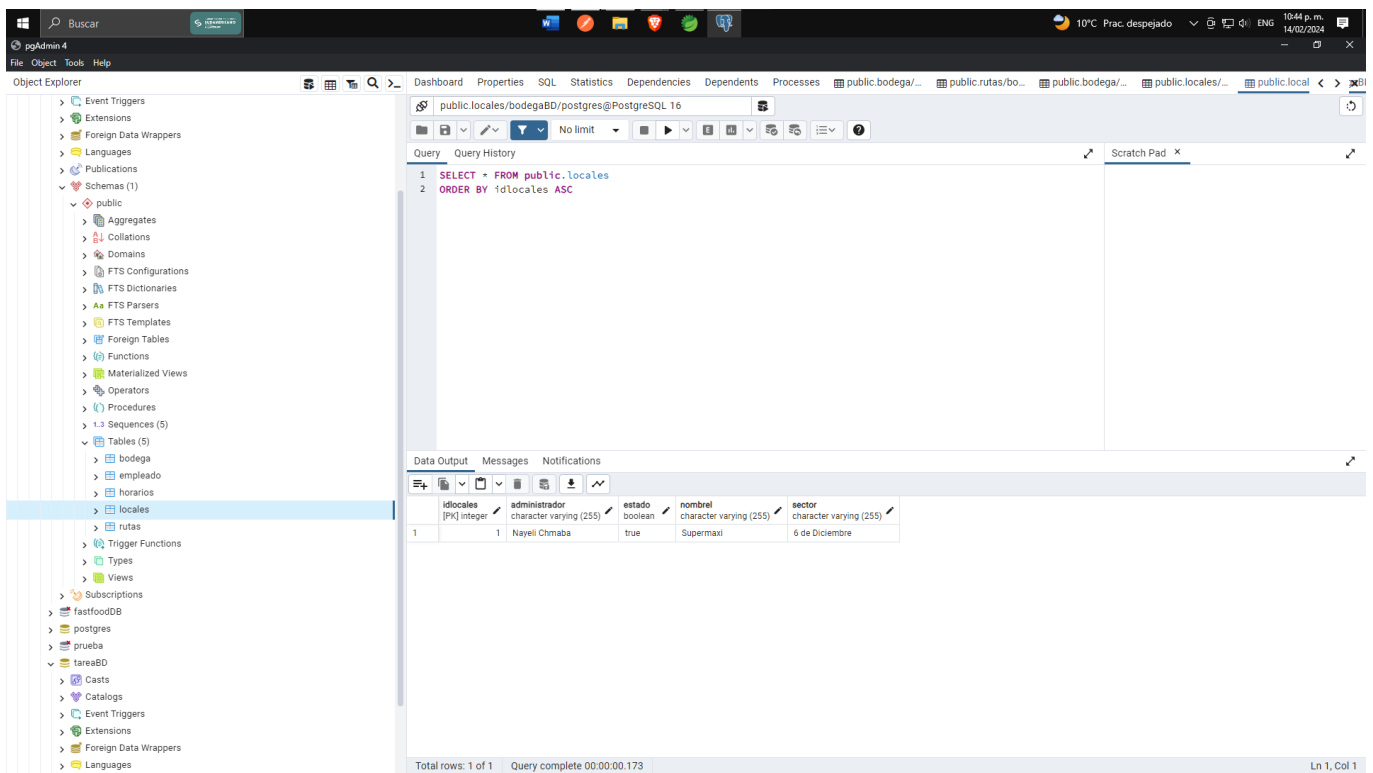 Buscar
10°C Prac. despejado
ENG
10:44 p. m.
14/02/2024
pgAdmin 4
File Object Tools Help
Object Explorer
Event Triggers
Extensions
Foreign Data Wrappers
Languages
Publications
Schemas (1)
public
Aggregates
Collations
Domains
FTS Configurations
FTS Dictionaries
Aa FTS Parsers
FTS Templates
Foreign Tables
Functions
Materialized Views
Operators
Procedures
1..3 Sequences (5)
Tables (5)
bodega
empleado
horarios
locales
rutas
Trigger Functions
Types
Views
Subscriptions
fastfoodDB
postgres
prueba
tareaBD
Casts
Catalogs
Event Triggers
Extensions
Foreign Data Wrappers
Languages
Dashboard Properties SQL Statistics Dependencies Dependents Processes public.bodega/... public.rutas/bo... public.bodega/... public.locales/... public.local
public.locales/bodegaBD/postgres@PostgreSQL 16
No limit
Query Query History
Scratch Pad
1 SELECT * FROM public.locales
2 ORDER BY idlocales ASC
Data Output Messages Notifications
idlocales administrador estado nombrel sector
[PK] integer character varying (255) boolean character varying (255) character varying (255)
1 1 Nayeli Chmaba true Supermaxi 6 de Diciembre
Total rows: 1 of 1 Query complete 00:00:00.173 Ln 1, Col 1